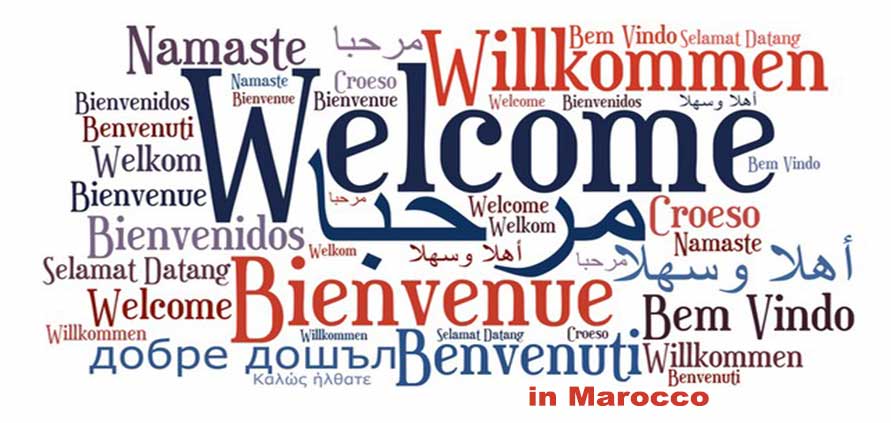 Namaste
مرحبا
Willkommen
Bem Vindo
Selamat Datang
Namaste
Croeso
Bienvenidos
Bienvenue
Bienvenue
Welcome
Bienvenidos
أهلا وسهلا
Benvenuti
Welcome
Welkom
Bem Vindo
Bienvenue
مرحبا
مرحبا
Welcome
Croeso
Welkom
Bienvenidos
Namaste
Welkom
أهلا وسهلا
مرحبا
أهلا وسهلا
Selamat Datang
Bienvenue
Welcome
Bem Vindo
Willkommen
Willkommen
Selamat Datang
Croeso
добре дошъл
Benvenuti
Willkommen
Καλώς ήλθατε
Benvenuti
in Marocco